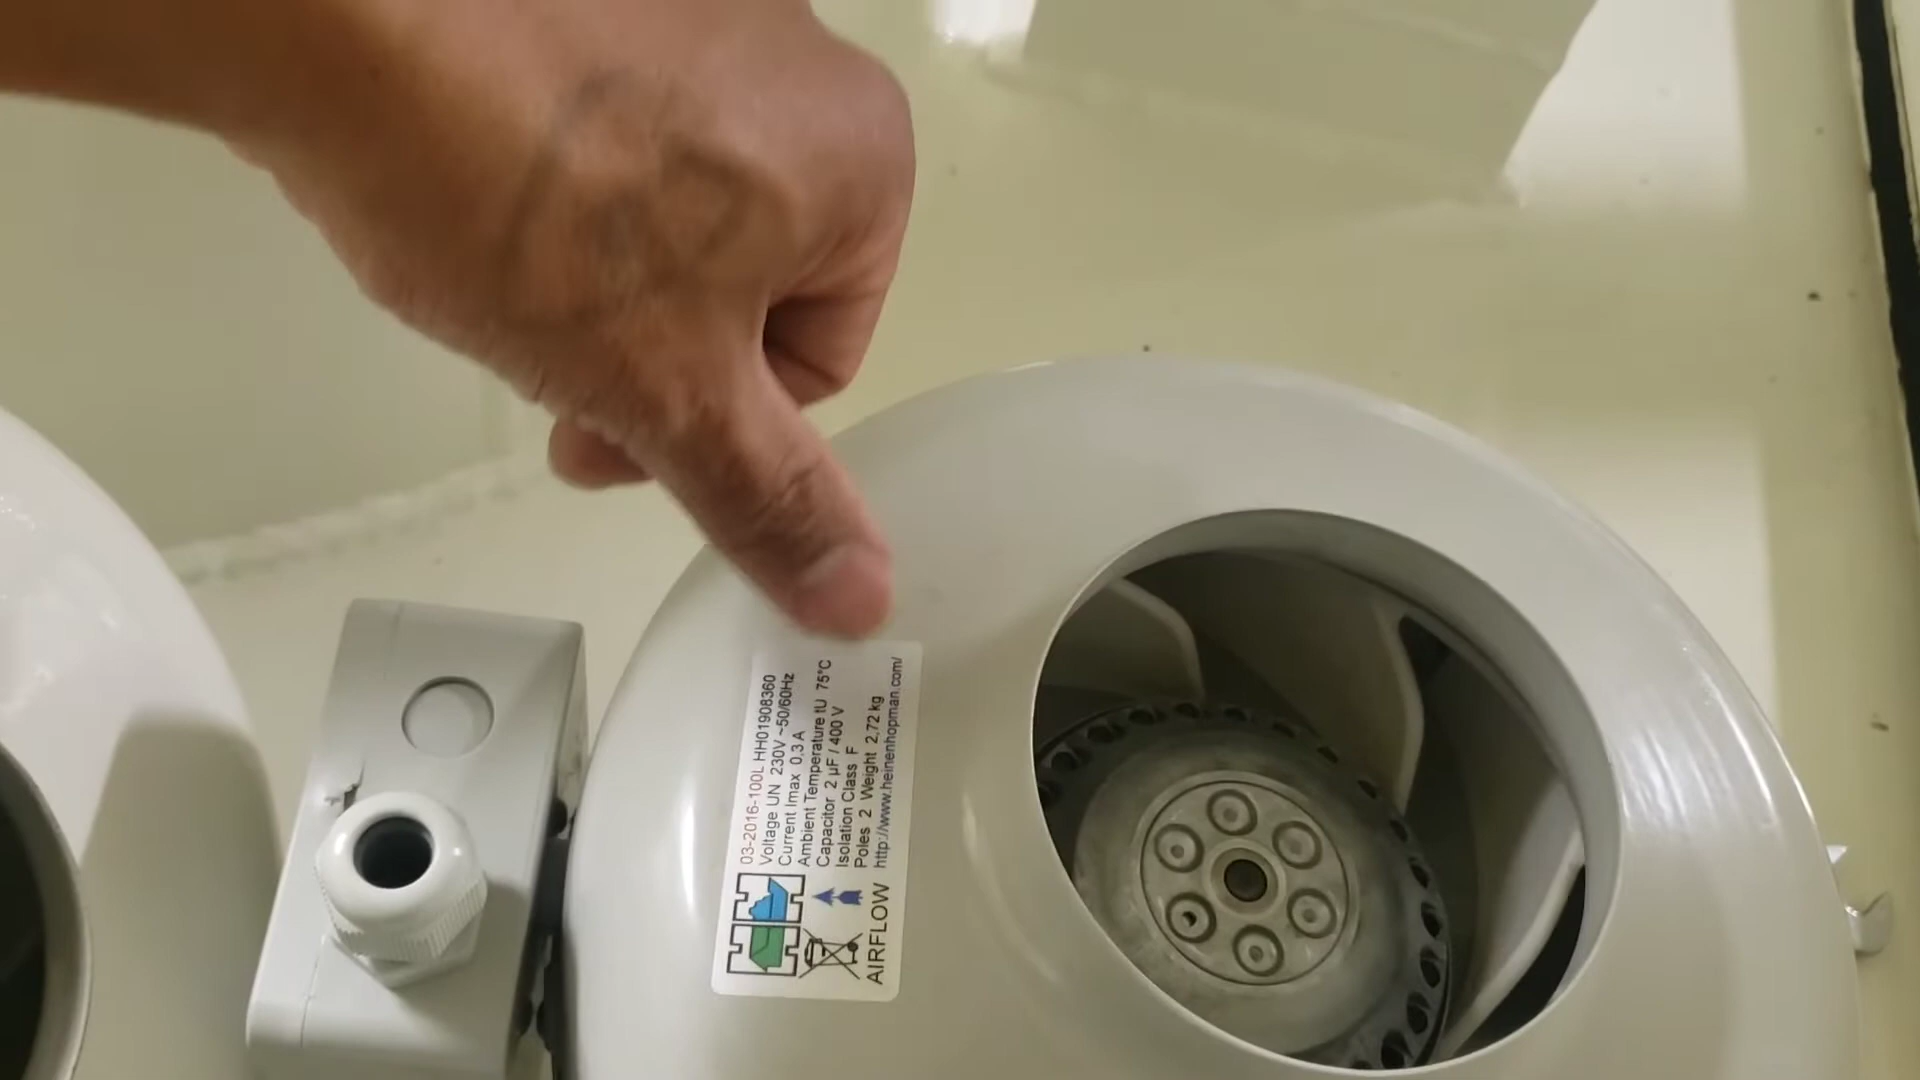 03-2016-100L HH01908360
Voltage UN 230V ~50/60Hz
Current Imax 0,3 A
Ambient Temperature tU 75°C
Capacitor 2 µF / 400 V
Isolation Class F
Poles 2 Weight 2,72 kg
AIRFLOW http://www.heinenhopman.com/